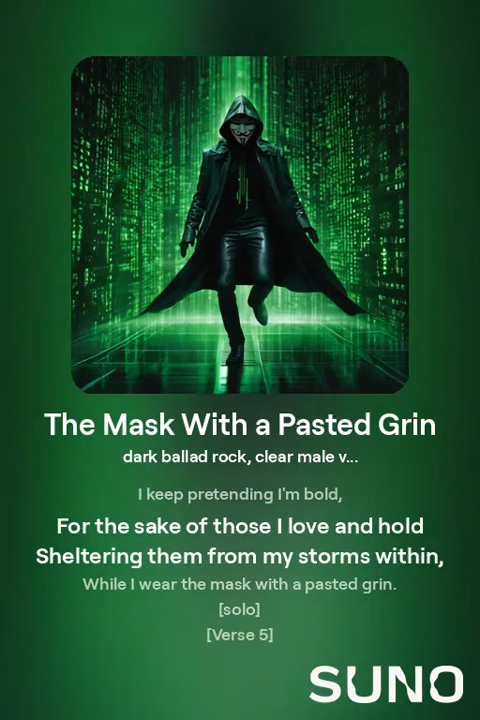 The Mask With a Pasted Grin
dark ballad rock, clear male v...
I keep pretending I'm bold,
For the sake of those I love and hold
Sheltering them from my storms within,
While I wear the mask with a pasted grin.
[solo]
[Verse 5]
SUNO